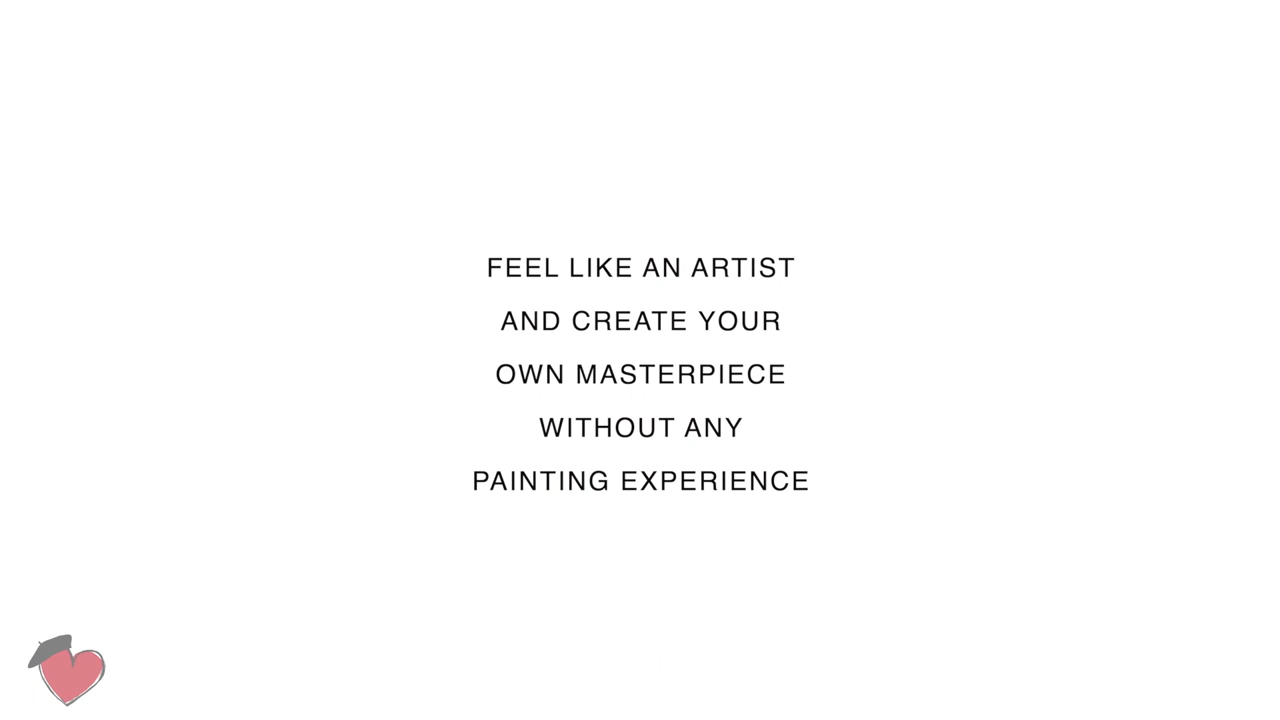 FEEL LIKE AN ARTIST
AND CREATE YOUR
OWN MASTERPIECE
WITHOUT ANY
PAINTING EXPERIENCE